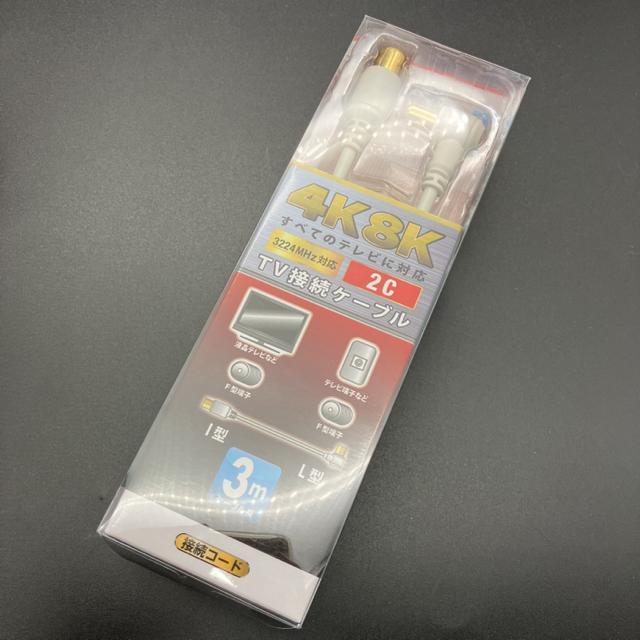 4K8K
すべてのテレビに対応
3224MHz対応
2C
TV接続ケーブル
液晶テレビなど
テレビ端子など
F型端子
F型端子
I型
L型
3m
接続コード